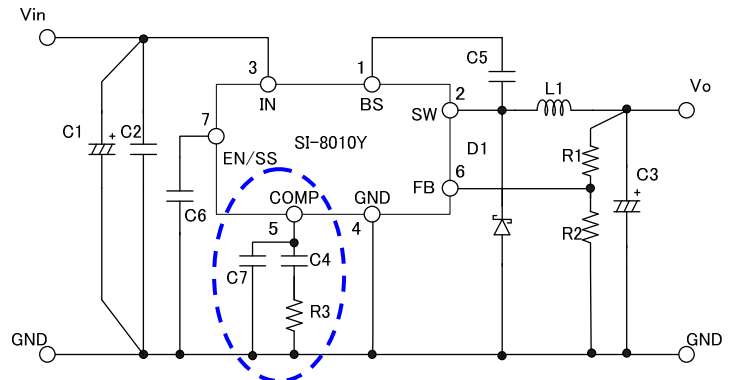 Vin
3
1
C5
IN
BS
2
L1
Vo
7
SW
C1
+
C2
SI-8010Y
D1
R1
EN/SS
6
C3
FB
+
COMP
GND
C6
5
4
R2
C7
C4
R3
GND
GND